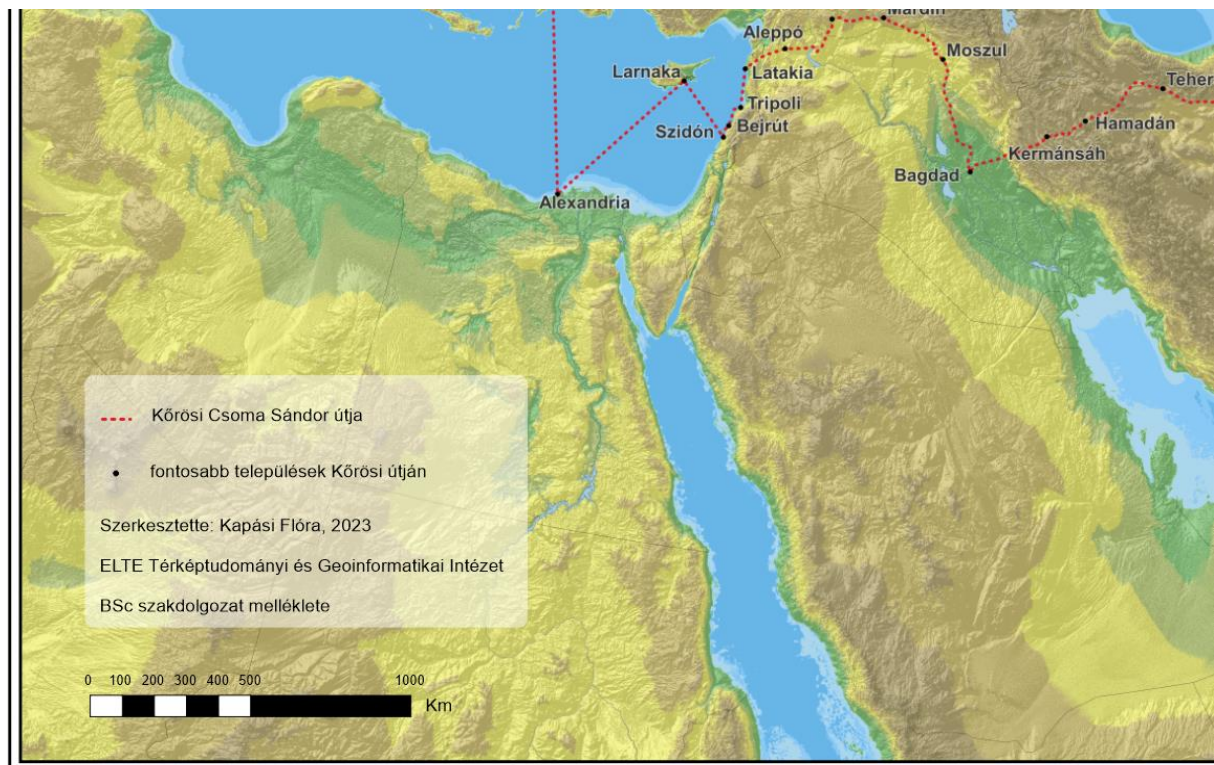 Mardin
Aleppó
Moszul
Larnaka
Latakia
Teher
Tripoli
Szidón
Bejrút
Hamadán
Kermánsáh
Bagdad
Alexandria
Kőrösi Csoma Sándor útja
fontosabb települések Kőrösi útján
Szerkesztette: Kapási Flóra, 2023
ELTE Térképtudományi és Geoinformatikai Intézet
BSc szakdolgozat melléklete
0 100 200 300 400 500 1000
Km